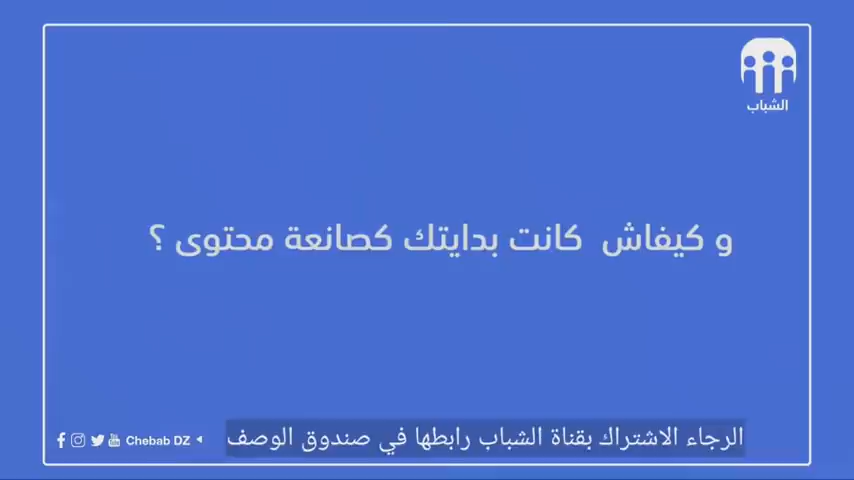 الشباب
و كيفاش كانت بدايتك كصانعة محتوى ؟
الرجاء الاشتراك بقناة الشباب رابطها في صندوق الوصف
Chebab DZ